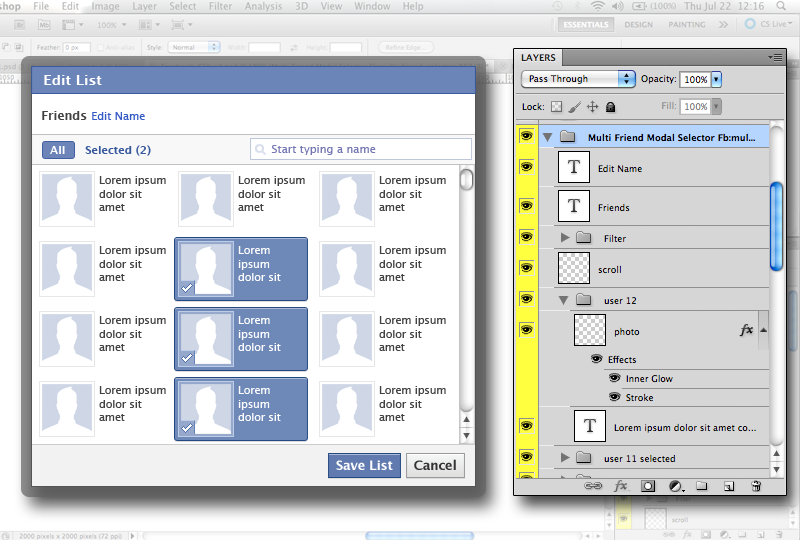 shop File Edit Image Layer Select Filter Analysis 3D View Window Help (100%) Thu Jul 22 12:16
Br Mb 100% ESSENTIALS DESIGN PAINTING >> CS Live
Feather: 0 px Anti-alias Style: Normal Width: Height: Refine Edge...
Edit List
Friends Edit Name
All Selected (2) Start typing a name
Lorem ipsum
dolor sit
amet
Lorem ipsum
dolor sit
amet
Lorem ipsum
dolor sit
amet
Lorem ipsum
dolor sit
amet
Lorem
ipsum
dolor sit
Lorem ipsum
dolor sit
amet
Lorem ipsum
dolor sit
amet
Lorem
ipsum
dolor sit
Lorem ipsum
dolor sit
amet
Lorem ipsum
dolor sit
amet
Lorem
ipsum
dolor sit
Lorem ipsum
dolor sit
amet
Save List Cancel
2000 pixels x 2000 pixels (72 ppi)
LAYERS
Pass Through Opacity: 100%
Lock: Fill: 100%
Multi Friend Modal Selector Fb:mul...
T Edit Name
T Friends
Filter
scroll
user 12
photo fx
Effects
Inner Glow
Stroke
T Lorem ipsum dolor sit amet co...
user 11 selected
fx
scroll